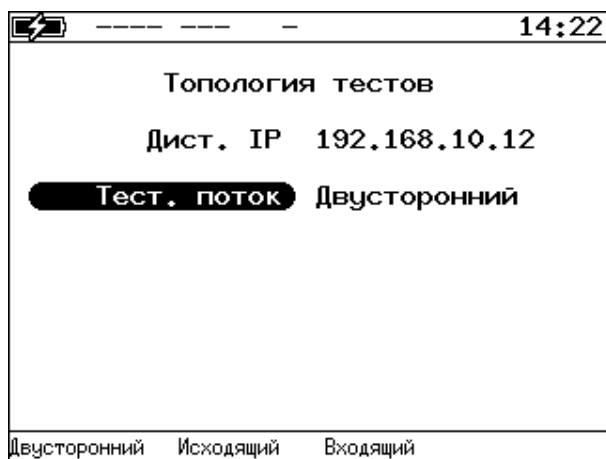 ---- --- - 14:22
Топология тестов
Дист. IP 192.168.10.12
Тест. поток Двусторонний
Двусторонний Исходящий Входящий